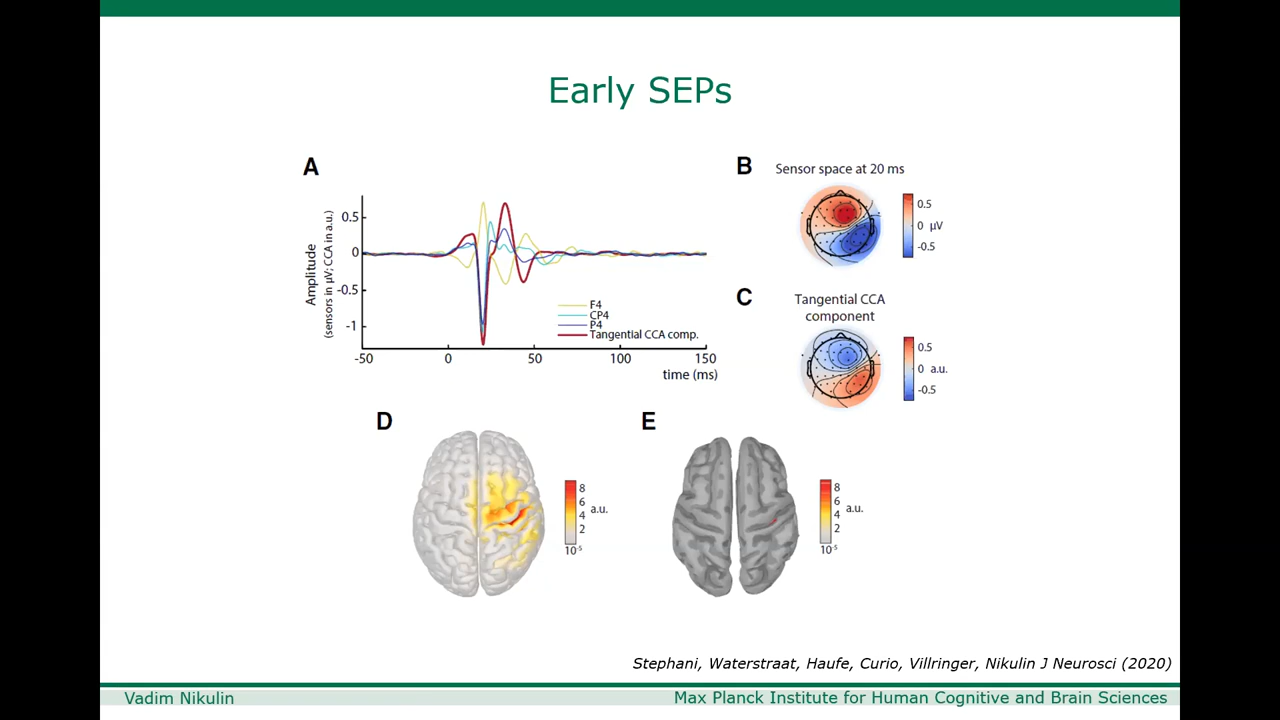 Early SEPs
A
Amplitude
(sensors in µV; CCA in a.u.)
0.5
0
-0.5
-1
-50
0
50
100
150
time (ms)
F4
CP4
P4
Tangential CCA comp.
B
Sensor space at 20 ms
0.5
0 µV
-0.5
C
Tangential CCA
component
0.5
0 a.u.
-0.5
D
8
6
4
2
a.u.
10⁻⁵
E
8
6
4
2
a.u.
10⁻⁵
Stephani, Waterstraat, Haufe, Curio, Villringer, Nikulin J Neurosci (2020)
Vadim Nikulin
Max Planck Institute for Human Cognitive and Brain Sciences